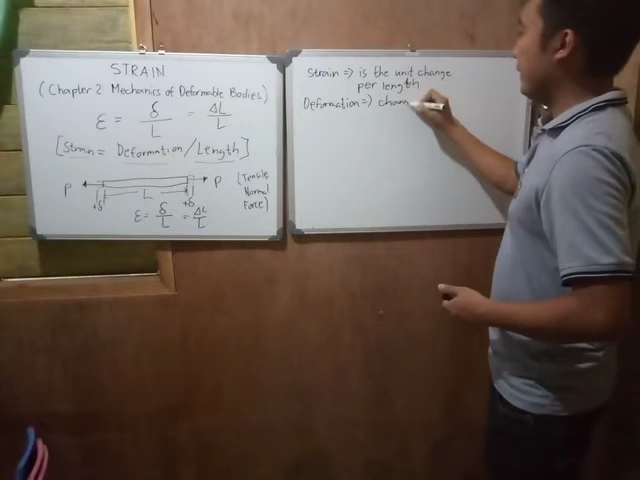 STRAIN
(Chapter 2 Mechanics of Deformable Bodies)
ε = δ/L = ΔL/L
[Strain = Deformation / Length]
P L P (Tensile Normal Force)
+δ +δ
ε = δ/L = ΔL/L
Strain => is the unit change
per length
Deformation => chan